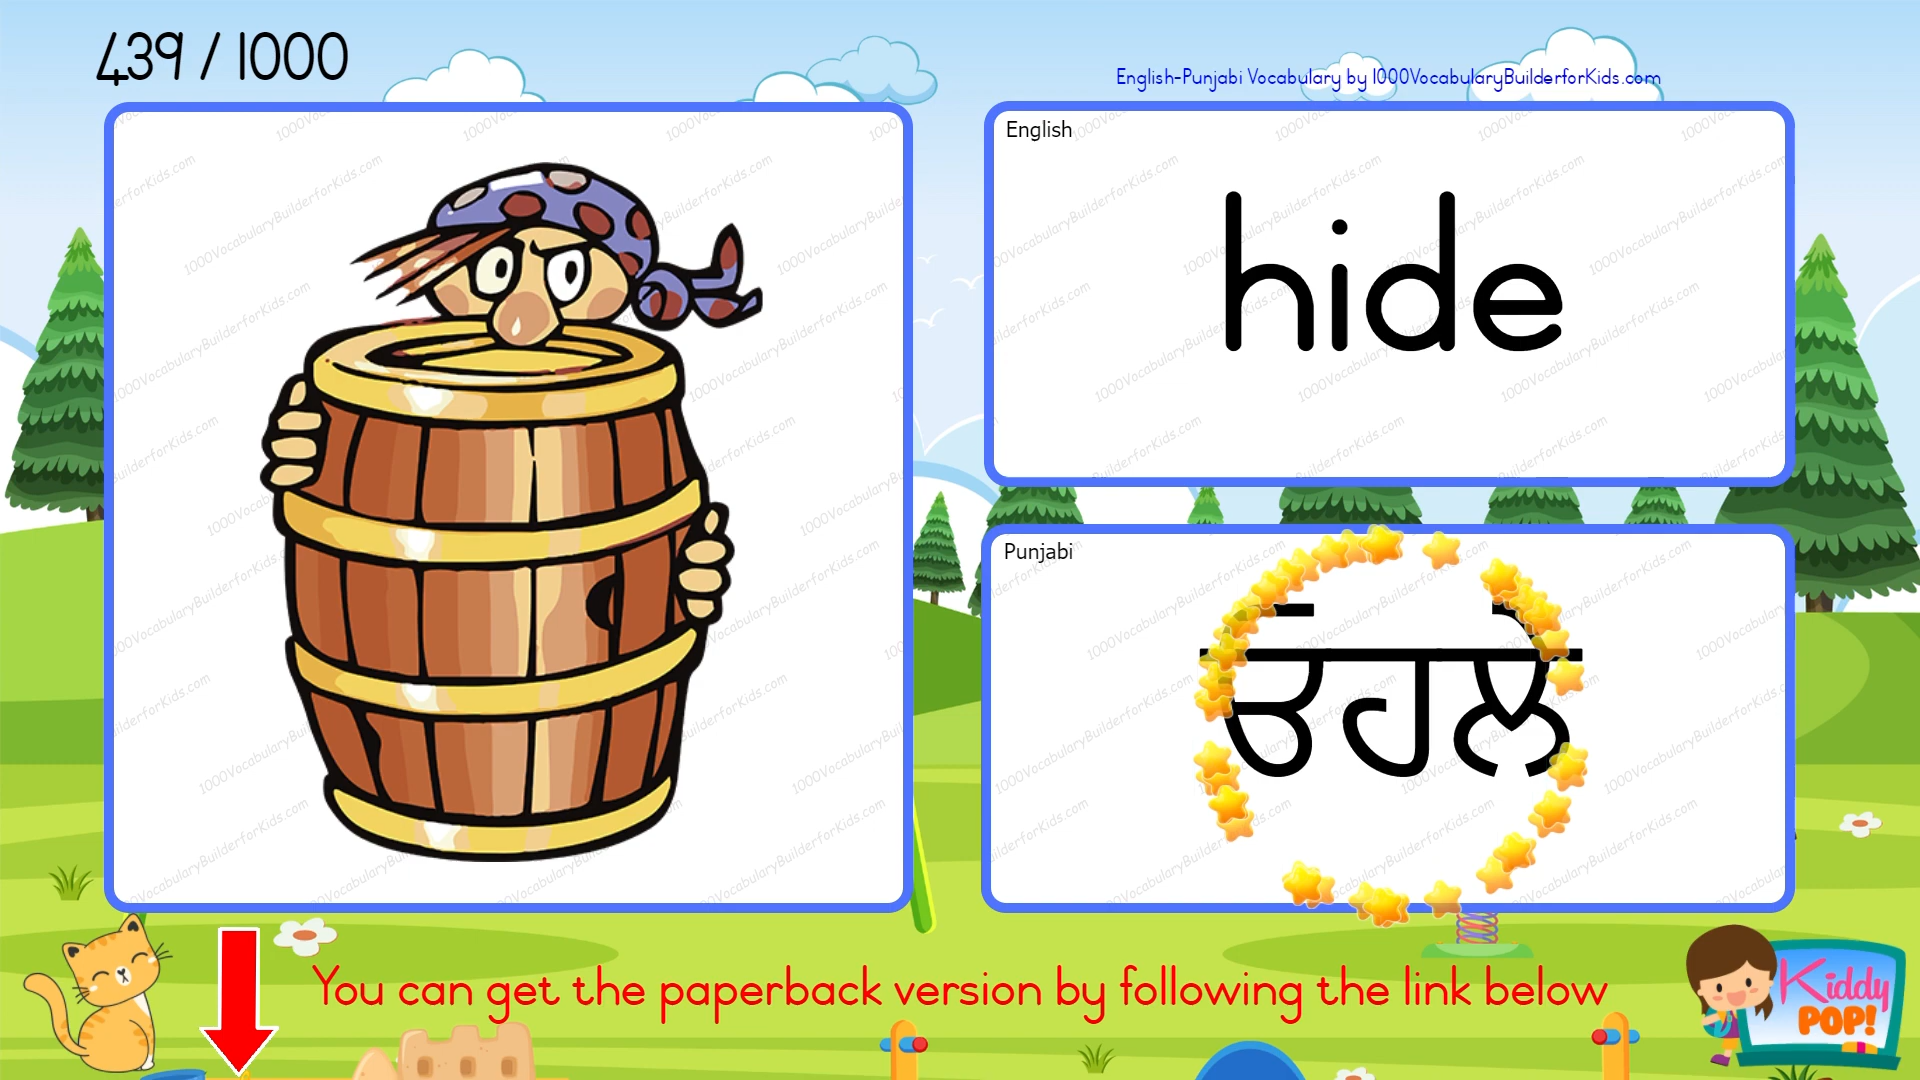 439 / 1000
English-Punjabi Vocabulary by 1000VocabularyBuilderforKids.com
English
hide
Punjabi
ਓਹਲੇ
You can get the paperback version by following the link below
Kiddy
POP!